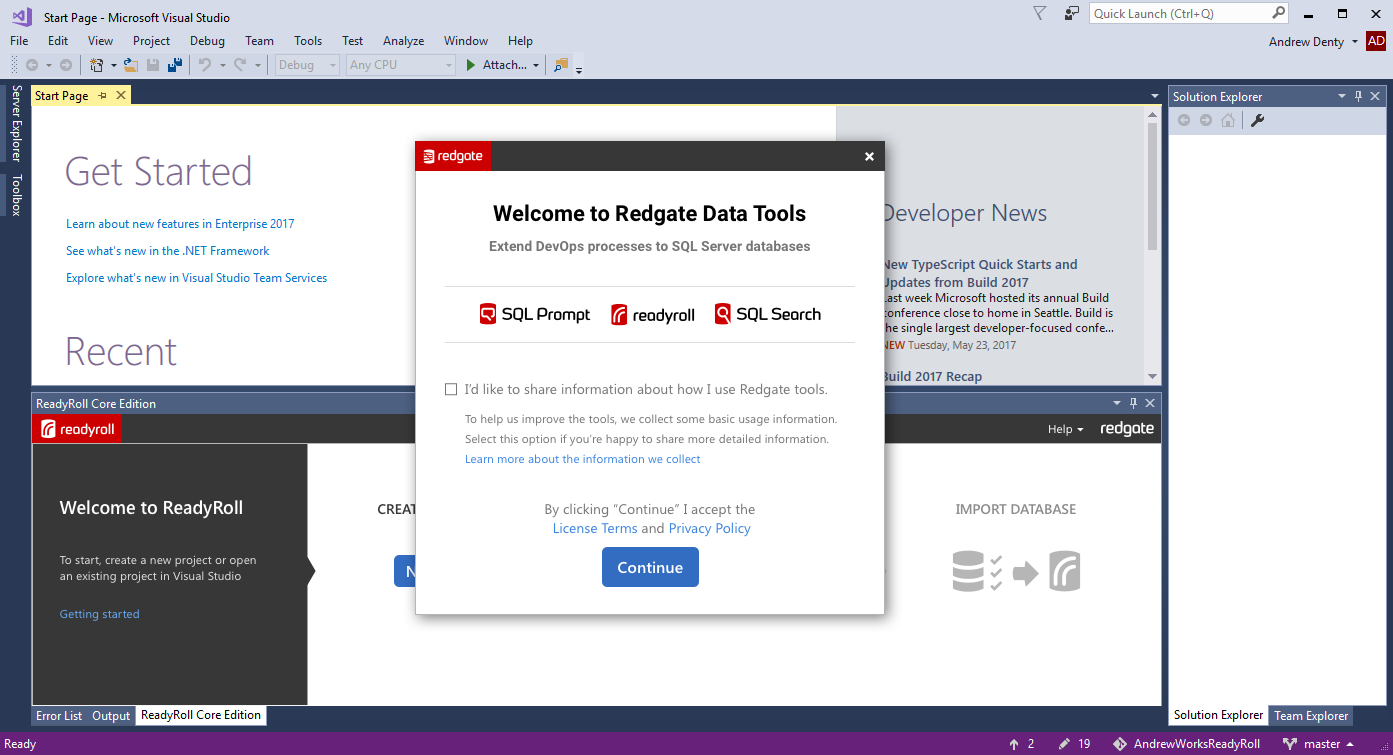 Start Page - Microsoft Visual Studio
Quick Launch (Ctrl+Q)
File Edit View Project Debug Team Tools Test Analyze Window Help
Andrew Denty AD
Debug Any CPU Attach...
Server Explorer
Toolbox
Start Page
Get Started
Learn about new features in Enterprise 2017
See what's new in the .NET Framework
Explore what's new in Visual Studio Team Services
Recent
Developer News
New TypeScript Quick Starts and
Updates from Build 2017
Last week Microsoft hosted its annual Build
conference close to home in Seattle. Build is
the single largest developer-focused confe...
NEW Tuesday, May 23, 2017
Build 2017 Recap
redgate
Welcome to Redgate Data Tools
Extend DevOps processes to SQL Server databases
SQL Prompt readyroll SQL Search
I'd like to share information about how I use Redgate tools.
To help us improve the tools, we collect some basic usage information.
Select this option if you're happy to share more detailed information.
Learn more about the information we collect
By clicking “Continue” I accept the
License Terms and Privacy Policy
Continue
ReadyRoll Core Edition
readyroll
Help redgate
Welcome to ReadyRoll
To start, create a new project or open
an existing project in Visual Studio
Getting started
CREAT
N
IMPORT DATABASE
Error List Output ReadyRoll Core Edition
Solution Explorer
Solution Explorer Team Explorer
Ready 2 19 AndrewWorksReadyRoll master